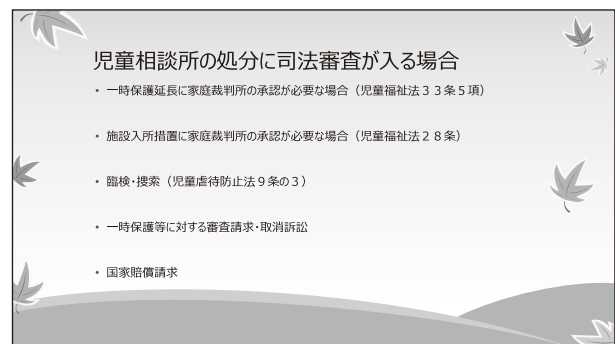 児童相談所の処分に司法審査が入る場合
• 一時保護延長に家庭裁判所の承認が必要な場合（児童福祉法３３条５項）
• 施設入所措置に家庭裁判所の承認が必要な場合（児童福祉法２８条）
• 臨検・捜索（児童虐待防止法９条の３）
• 一時保護等に対する審査請求・取消訴訟
• 国家賠償請求